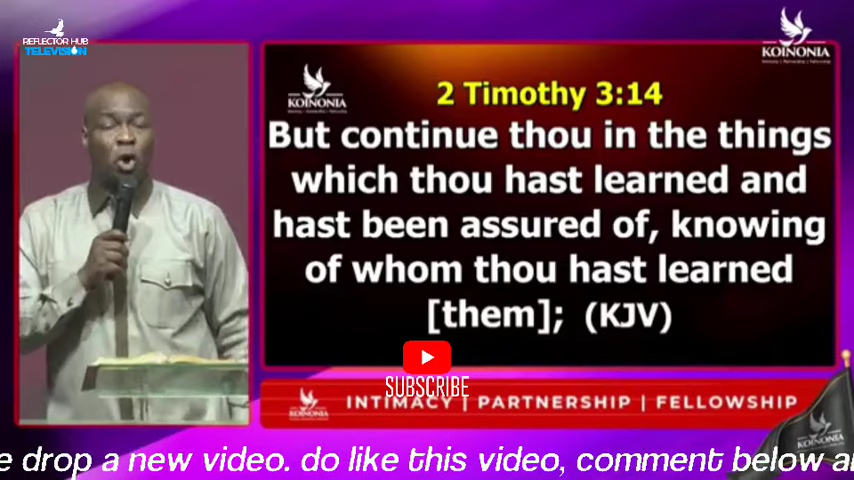 REFLECTOR HUB
TELEVISION
KOINONIA
KOINONIA
2 Timothy 3:14
But continue thou in the things
which thou hast learned and
hast been assured of, knowing
of whom thou hast learned
[them]; (KJV)
SUBSCRIBE
KOINONIA
INTIMACY | PARTNERSHIP | FELLOWSHIP
KOINONIA
e drop a new video. do like this video, comment below a